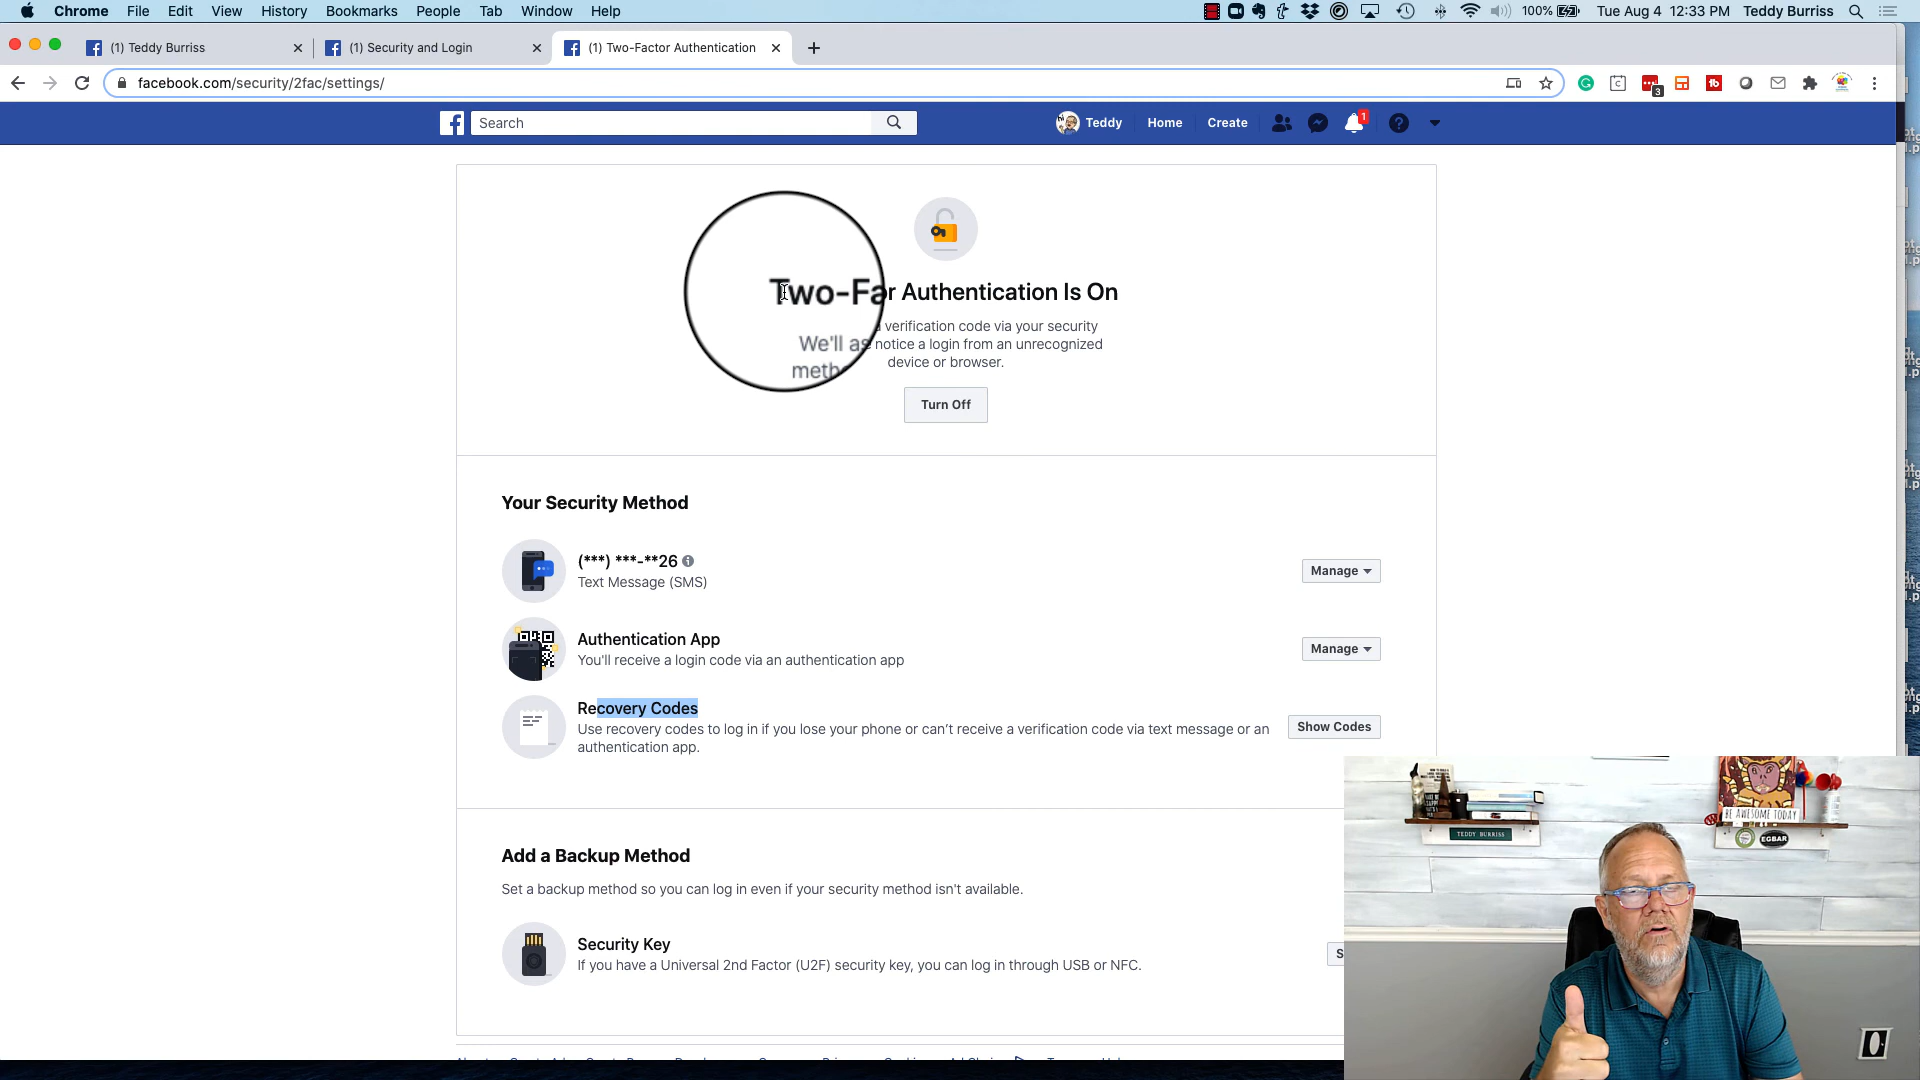 Chrome File Edit View History Bookmarks People Tab Window Help 100% Tue Aug 4 12:33 PM Teddy Burriss
(1) Teddy Burriss (1) Security and Login (1) Two-Factor Authentication
facebook.com/security/2fac/settings/
3
Search Teddy Home Create 1
Two-Far Authentication Is On
verification code via your security
We'll as notice a login from an unrecognized
meth device or browser.
Turn Off
Your Security Method
(***) ***-**26
Text Message (SMS)
Manage
Authentication App
You'll receive a login code via an authentication app
Manage
Recovery Codes
Use recovery codes to log in if you lose your phone or can't receive a verification code via text message or an
authentication app.
Show Codes
Add a Backup Method
Set a backup method so you can log in even if your security method isn't available.
Security Key
If you have a Universal 2nd Factor (U2F) security key, you can log in through USB or NFC.
S
BE AWESOME TODAY
TEDDY BURRISS
EGBAR